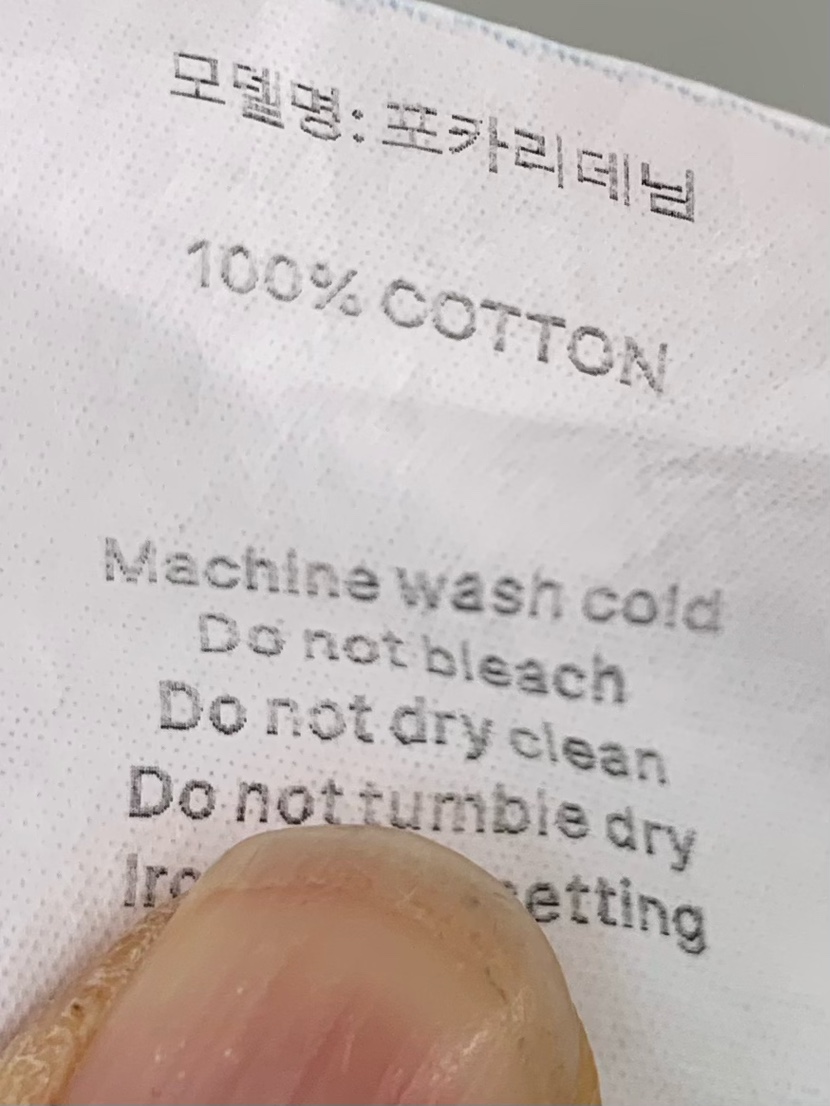 모델명: 포카리데님
100% COTTON
Machine wash cold
Do not bleach
Do not dry clean
Do not tumble dry